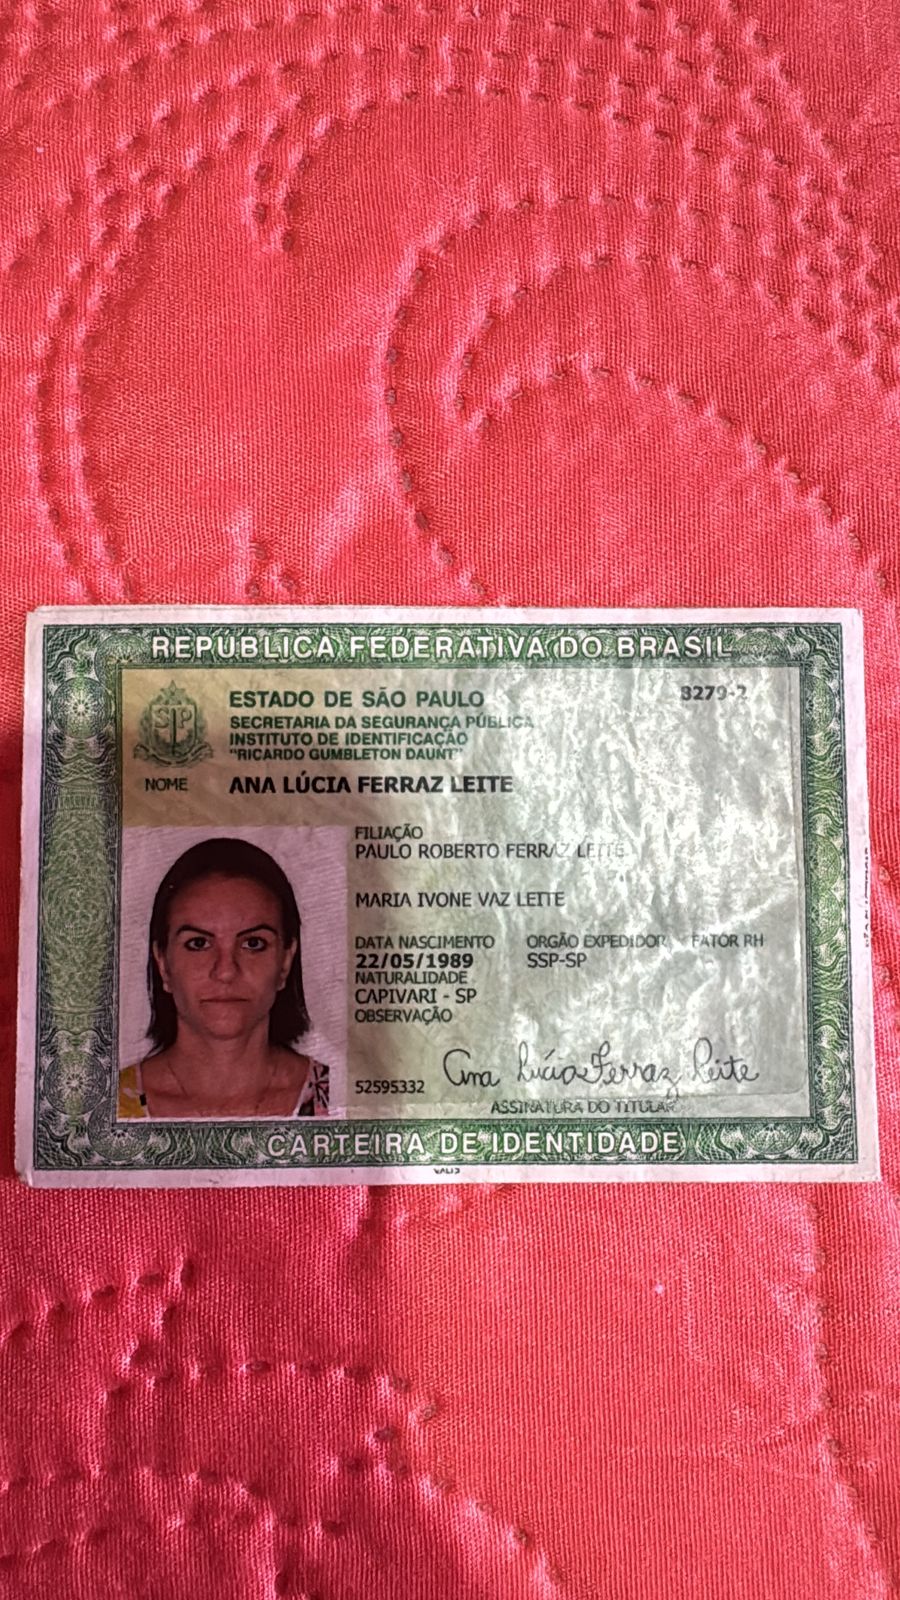 REPÚBLICA FEDERATIVA DO BRASIL
ESTADO DE SÃO PAULO
8279-2
SECRETARIA DA SEGURANÇA PÚBLICA
INSTITUTO DE IDENTIFICAÇÃO
"RICARDO GUMBLETON DAUNT"
NOME ANA LÚCIA FERRAZ LEITE
FILIAÇÃO
PAULO ROBERTO FERRAZ LEITE
MARIA IVONE VAZ LEITE
DATA NASCIMENTO ORGÃO EXPEDIDOR FATOR RH
22/05/1989 SSP-SP
NATURALIDADE
CAPIVARI - SP
OBSERVAÇÃO
52595332 Ana Lúcia Ferraz Leite
ASSINATURA DO TITULAR
CARTEIRA DE IDENTIDADE